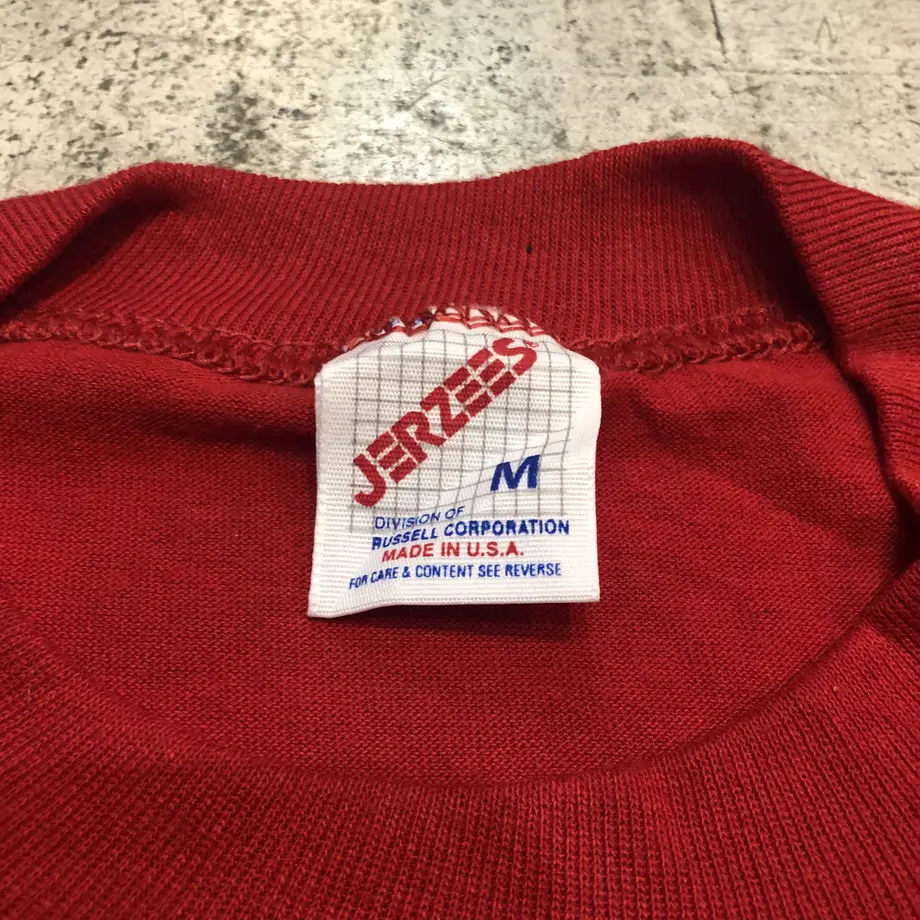 JERZEES
M
DIVISION OF
RUSSELL CORPORATION
MADE IN U.S.A.
FOR CARE & CONTENT SEE REVERSE